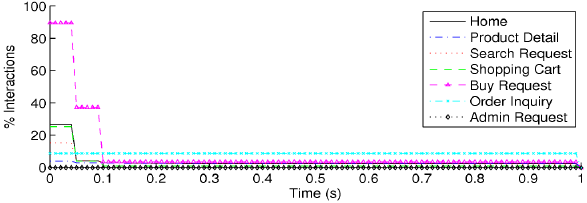 100
80
60
40
20
0
% Interactions
0 0.1 0.2 0.3 0.4 0.5 0.6 0.7 0.8 0.9 1
Time (s)
Home
Product Detail
Search Request
Shopping Cart
Buy Request
Order Inquiry
Admin Request